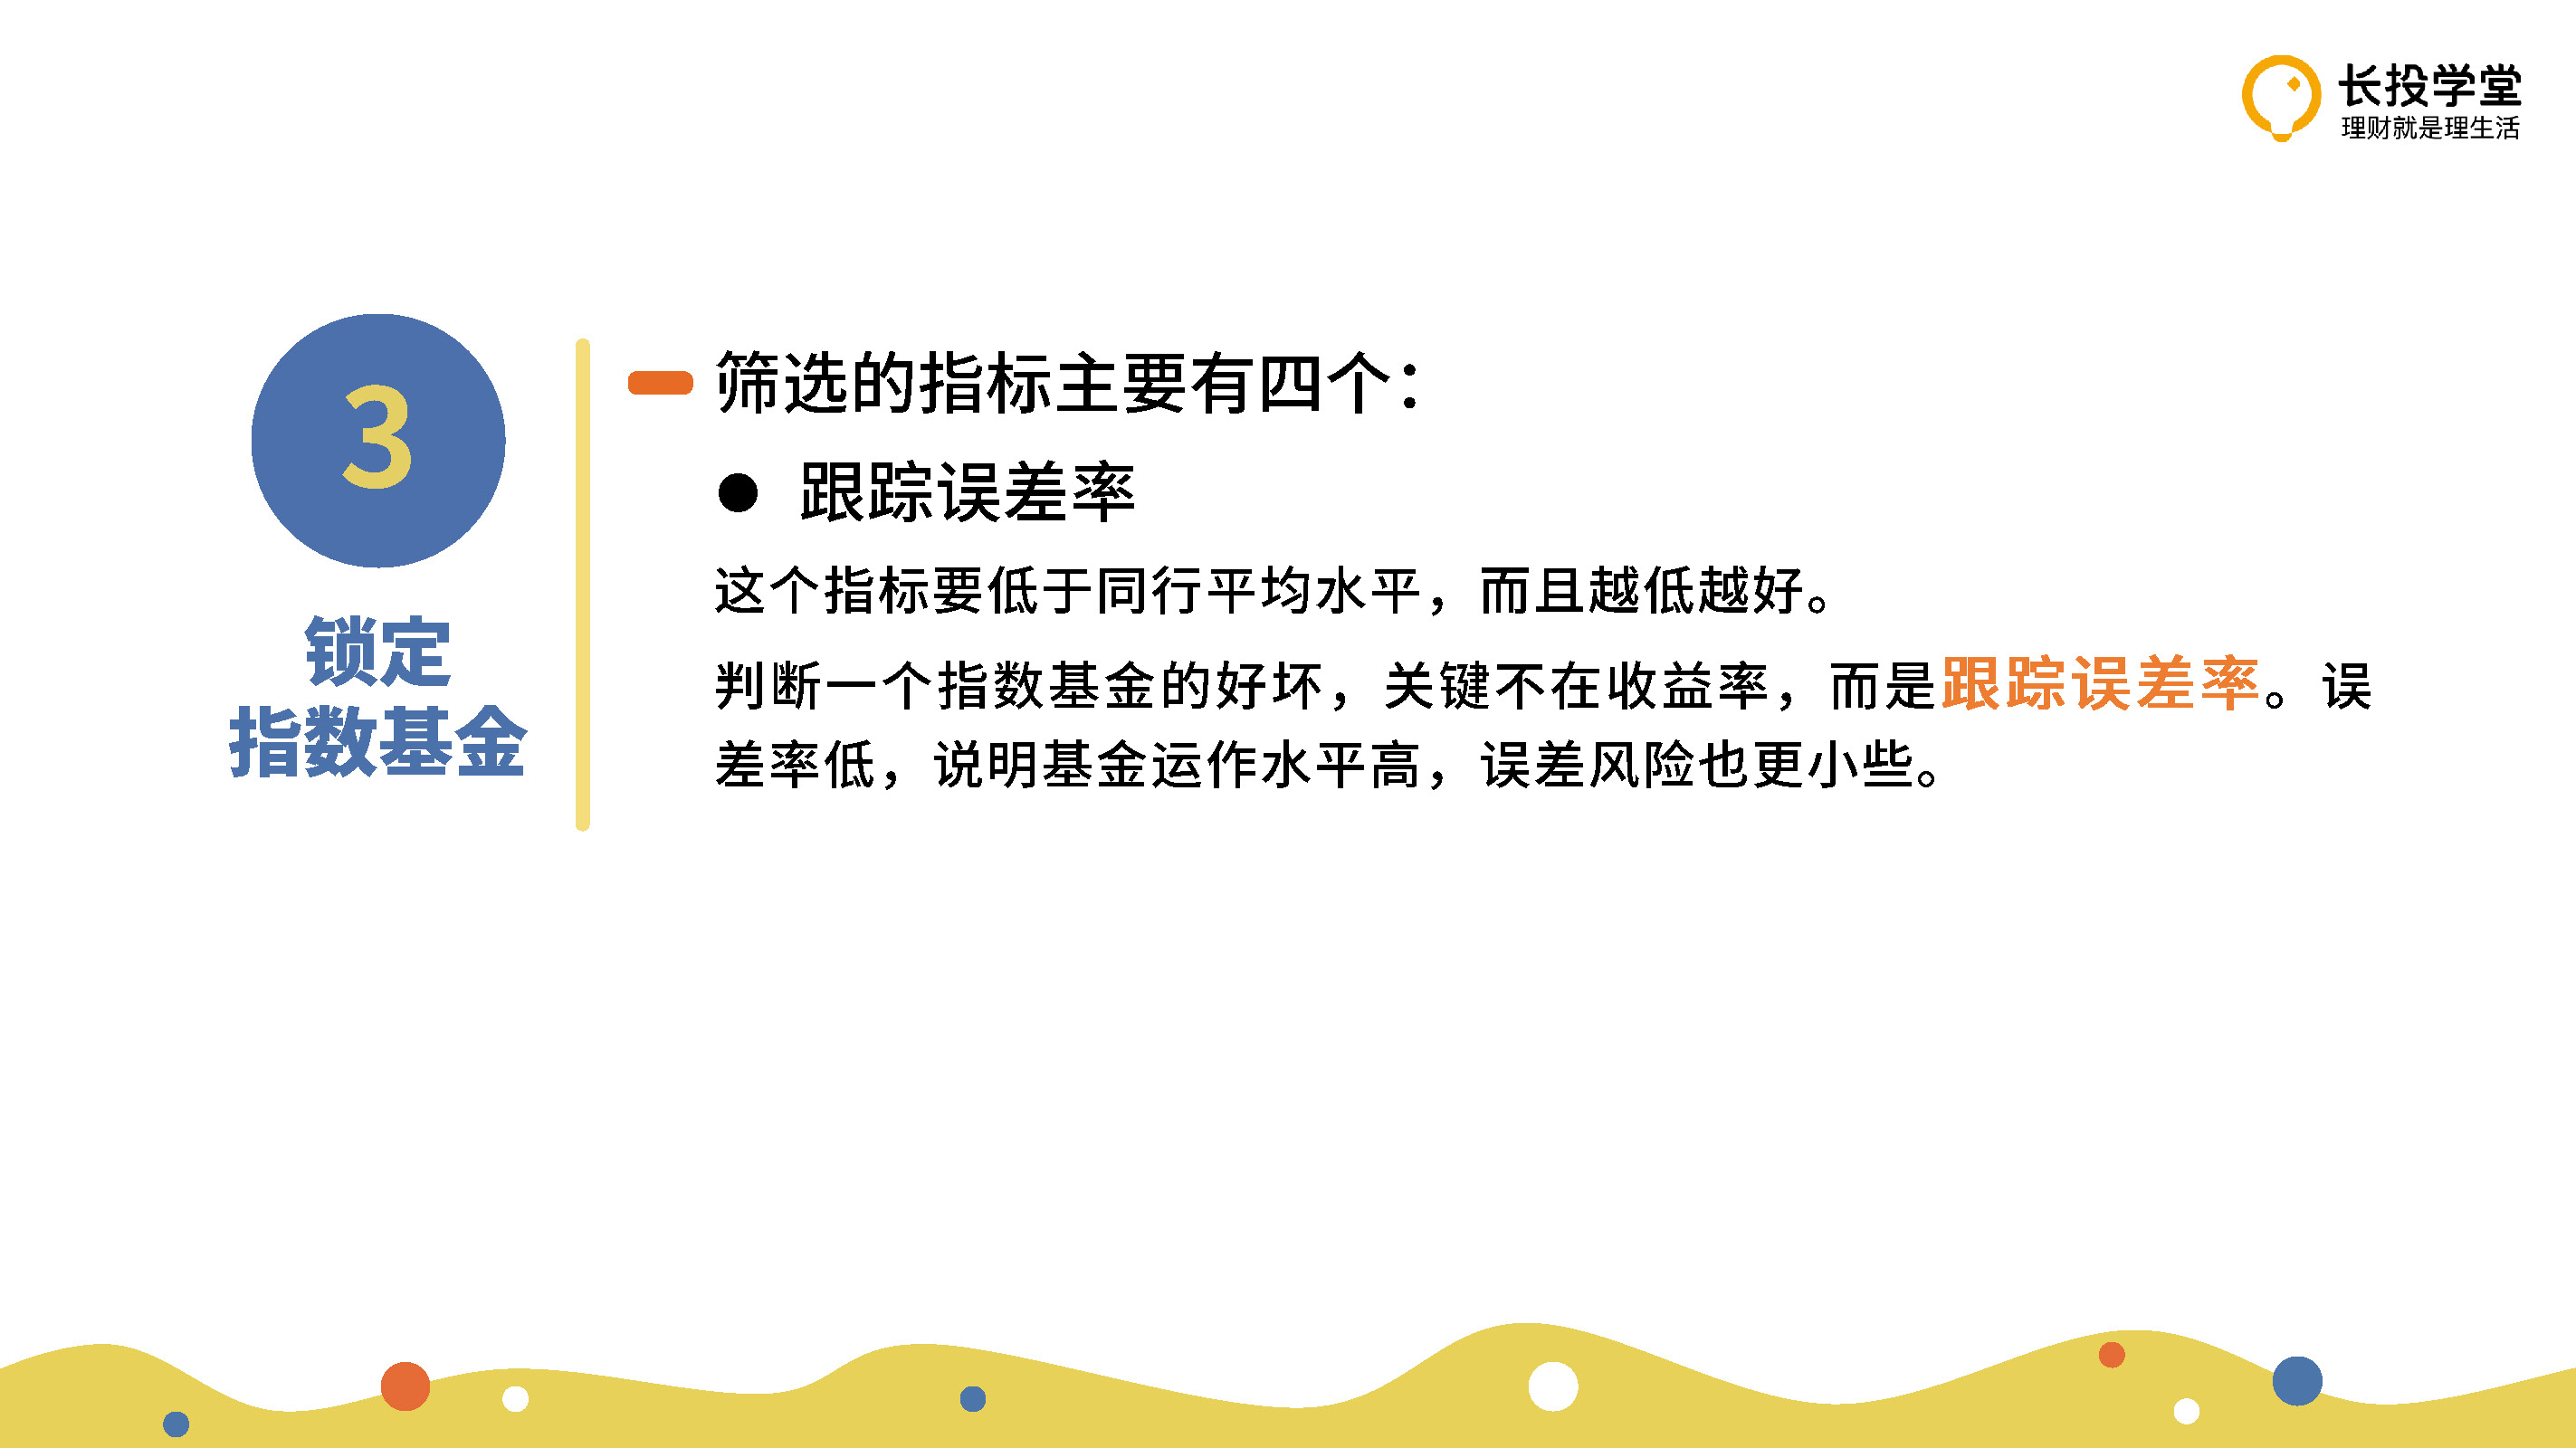 长投学堂
理财就是理生活
3
锁定
指数基金
筛选的指标主要有四个：
● 跟踪误差率
这个指标要低于同行平均水平，而且越低越好。
判断一个指数基金的好坏，关键不在收益率，而是跟踪误差率。误
差率低，说明基金运作水平高，误差风险也更小些。